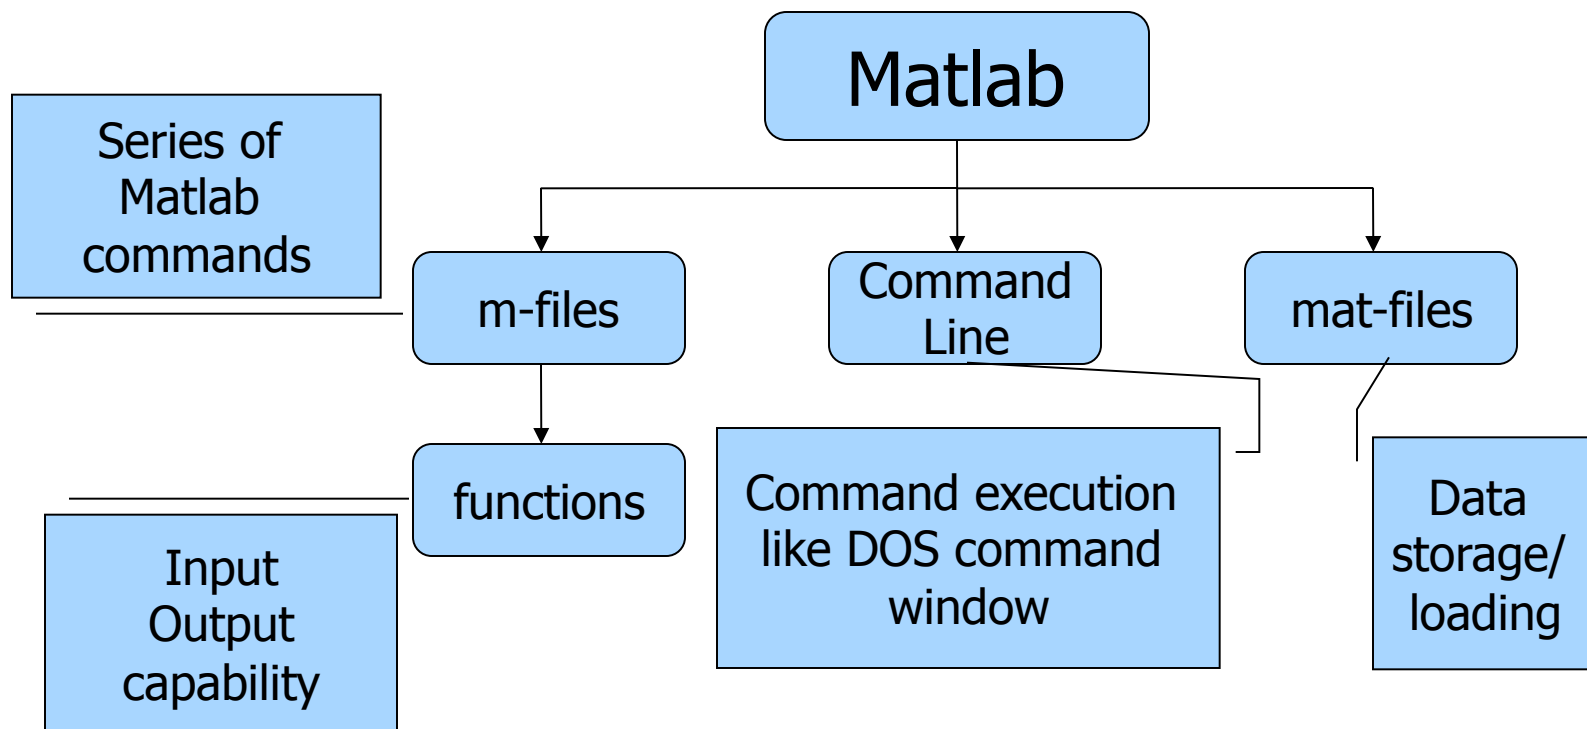 Matlab
Series of
Matlab
commands
m-files
Command
Line
mat-files
functions
Input
Output
capability
Command execution
like DOS command
window
Data
storage/
loading